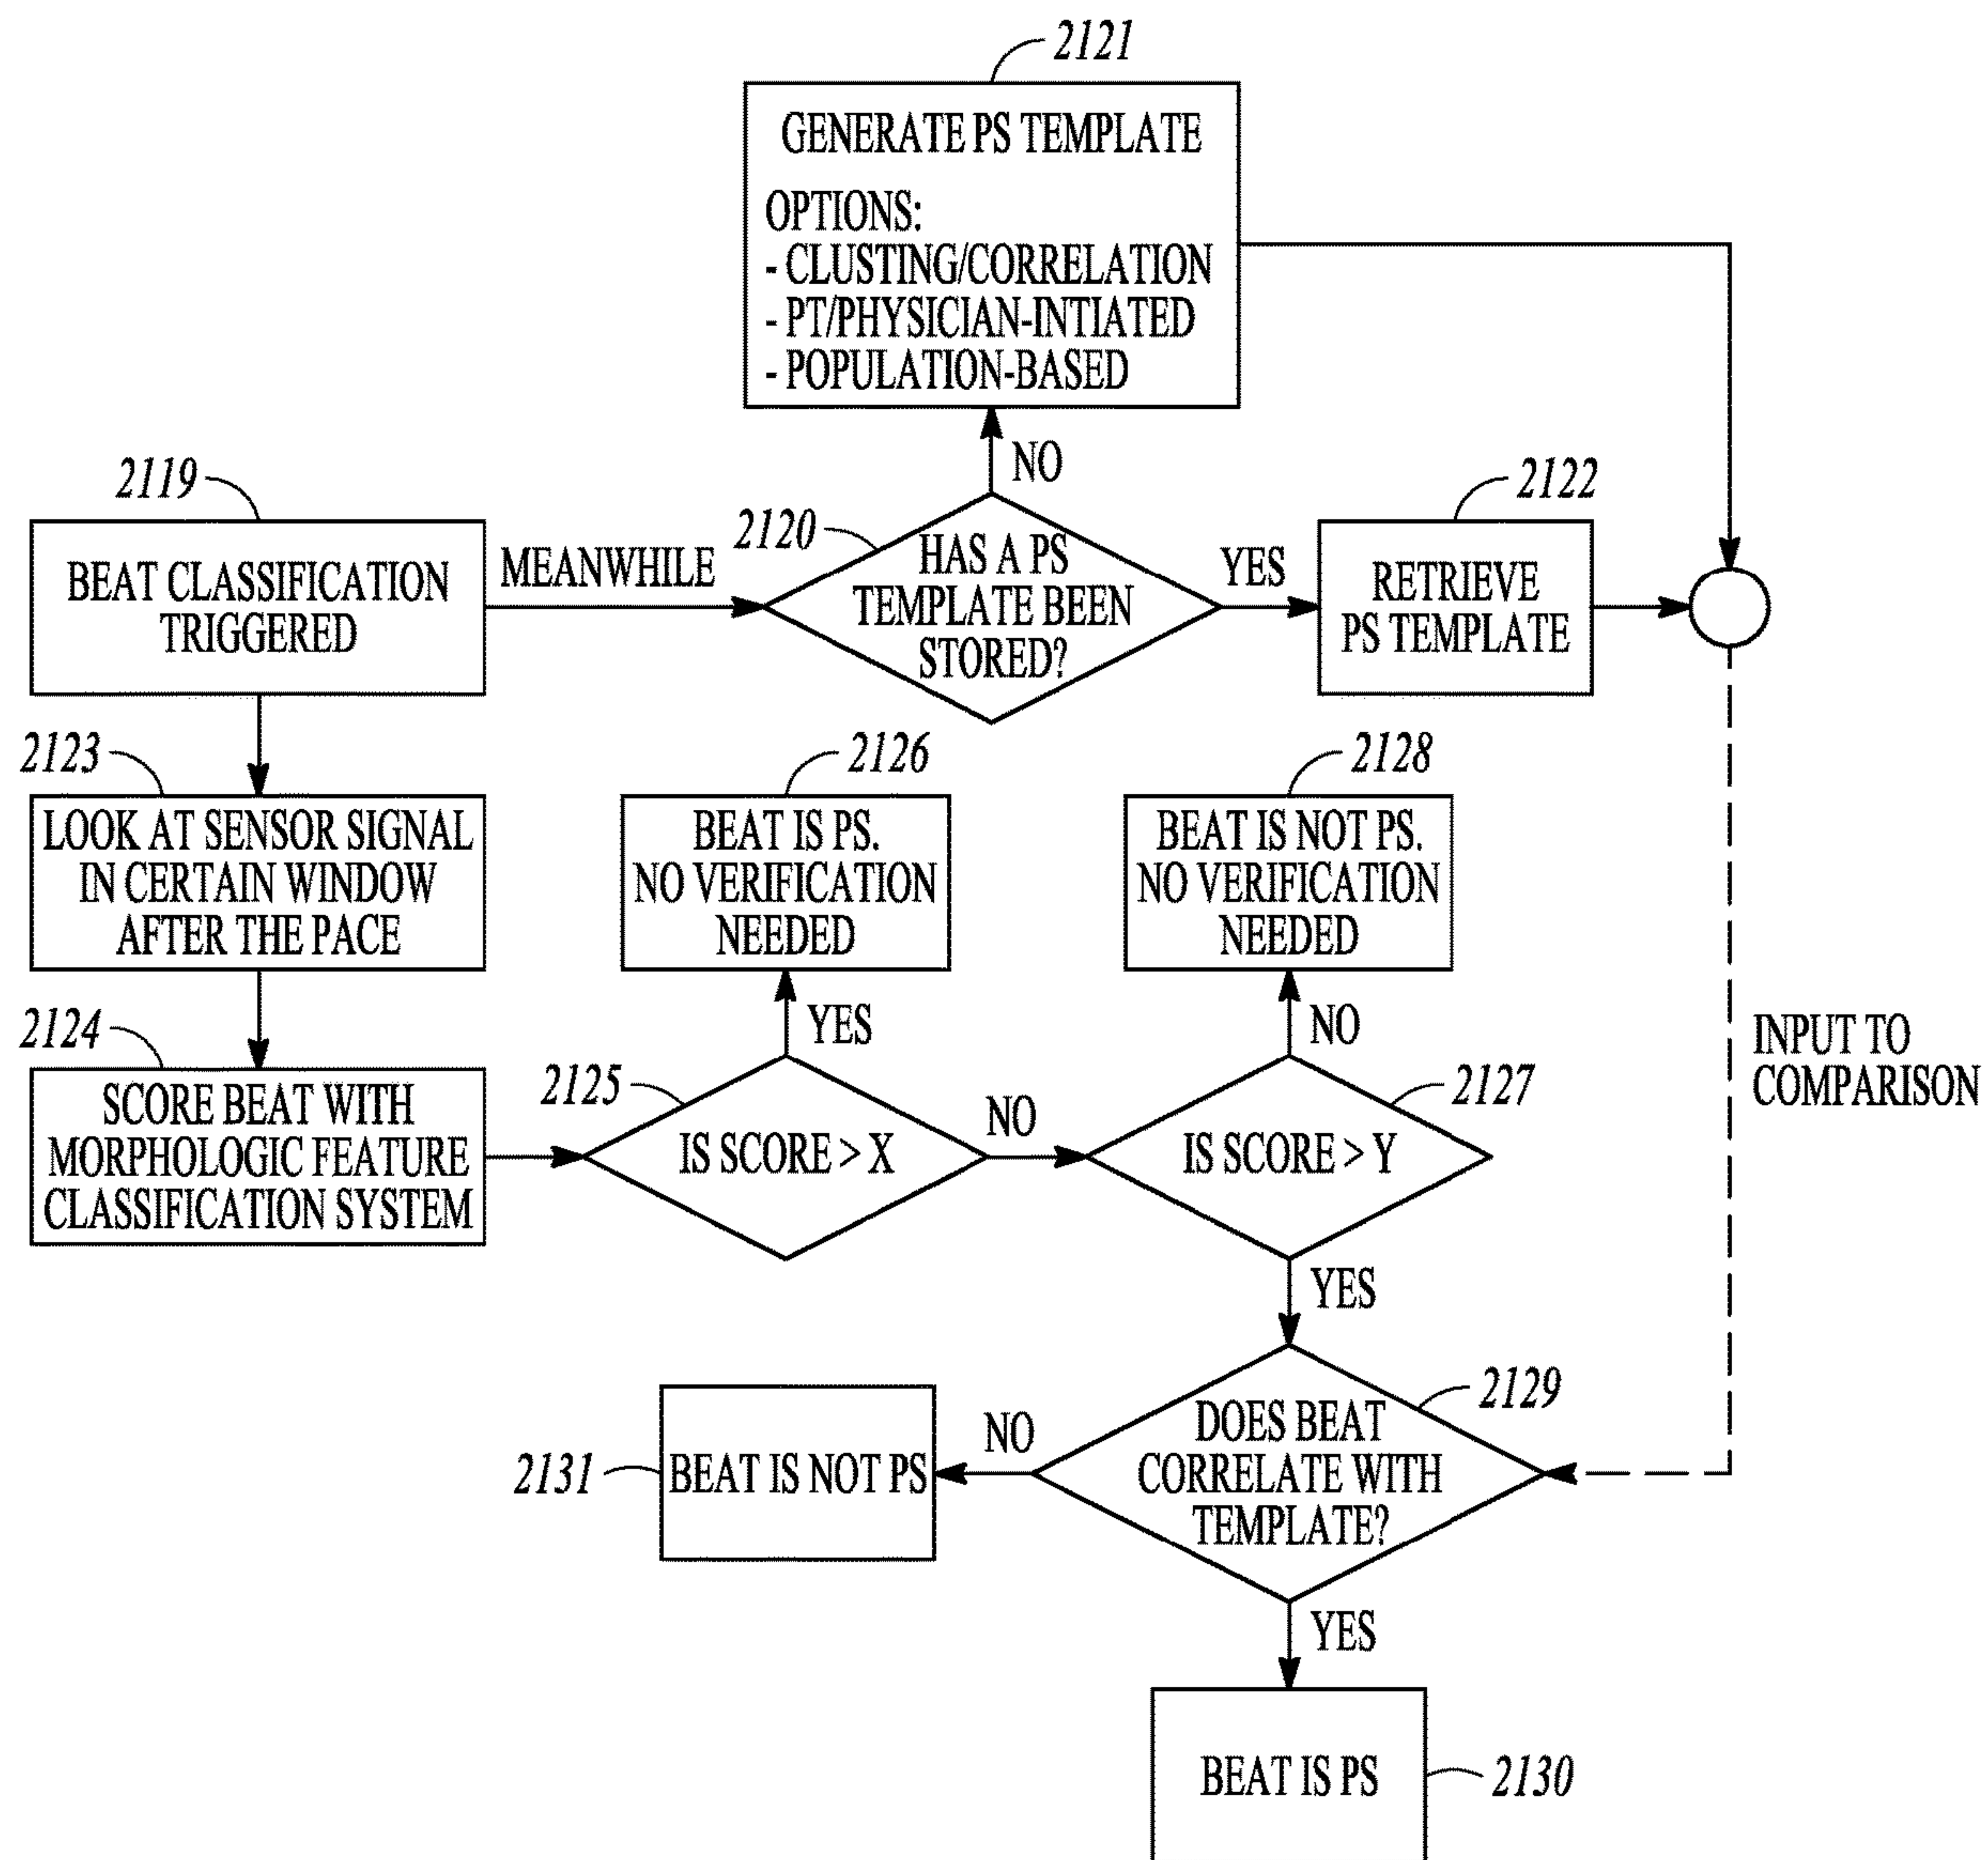 2121
GENERATE PS TEMPLATE
OPTIONS:
- CLUSTING/CORRELATION
- PT/PHYSICIAN-INTIATED
- POPULATION-BASED
NO
2119
BEAT CLASSIFICATION
TRIGGERED
MEANWHILE
2120
HAS A PS
TEMPLATE BEEN
STORED?
YES
2122
RETRIEVE
PS TEMPLATE
2123
LOOK AT SENSOR SIGNAL
IN CERTAIN WINDOW
AFTER THE PACE
2126
BEAT IS PS.
NO VERIFICATION
NEEDED
YES
2128
BEAT IS NOT PS.
NO VERIFICATION
NEEDED
NO
INPUT TO
COMPARISON
2124
SCORE BEAT WITH
MORPHOLOGIC FEATURE
CLASSIFICATION SYSTEM
2125
IS SCORE > X
NO
2127
IS SCORE > Y
YES
2129
DOES BEAT
CORRELATE WITH
TEMPLATE?
NO
2131
BEAT IS NOT PS
YES
BEAT IS PS
2130